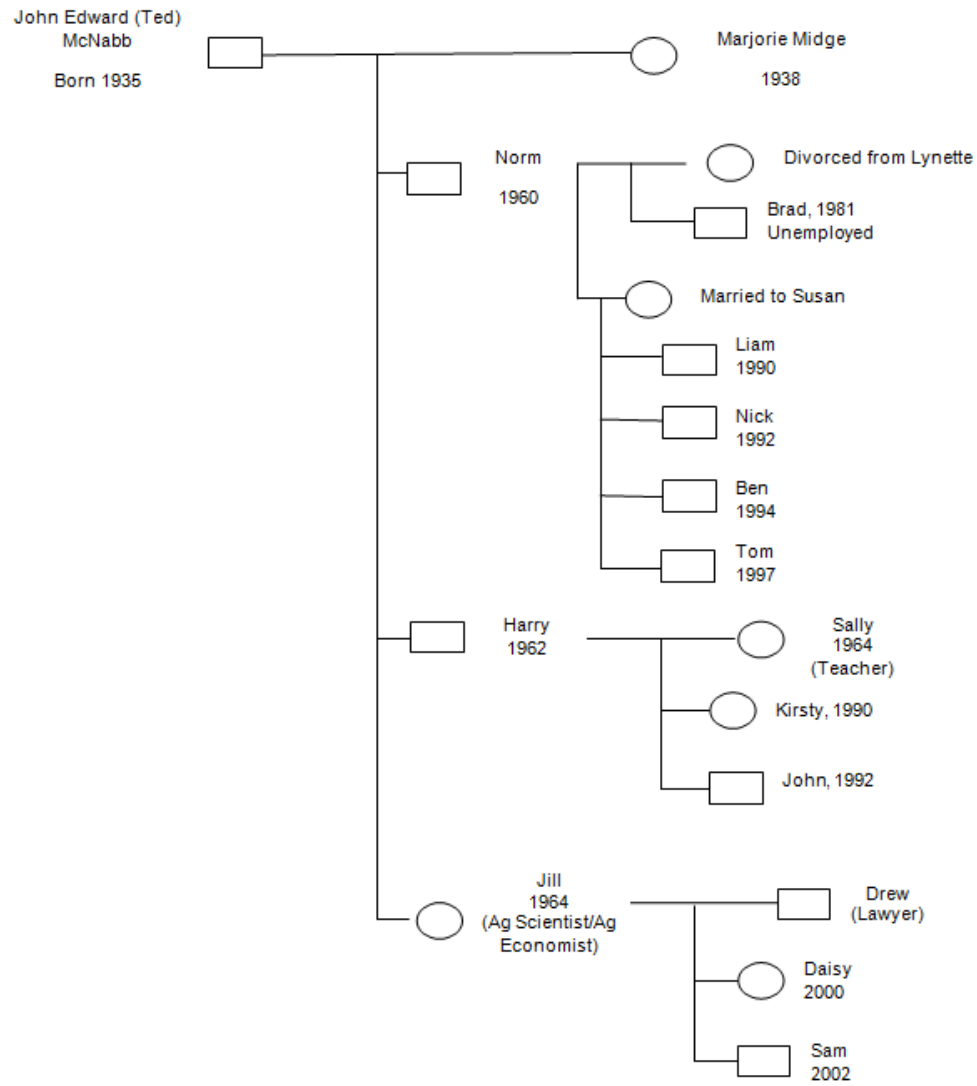 John Edward (Ted)
McNabb
Born 1935
Marjorie Midge
1938
Norm
1960
Divorced from Lynette
Brad, 1981
Unemployed
Married to Susan
Liam
1990
Nick
1992
Ben
1994
Tom
1997
Harry
1962
Sally
1964
(Teacher)
Kirsty, 1990
John, 1992
Jill
1964
(Ag Scientist/Ag
Economist)
Drew
(Lawyer)
Daisy
2000
Sam
2002